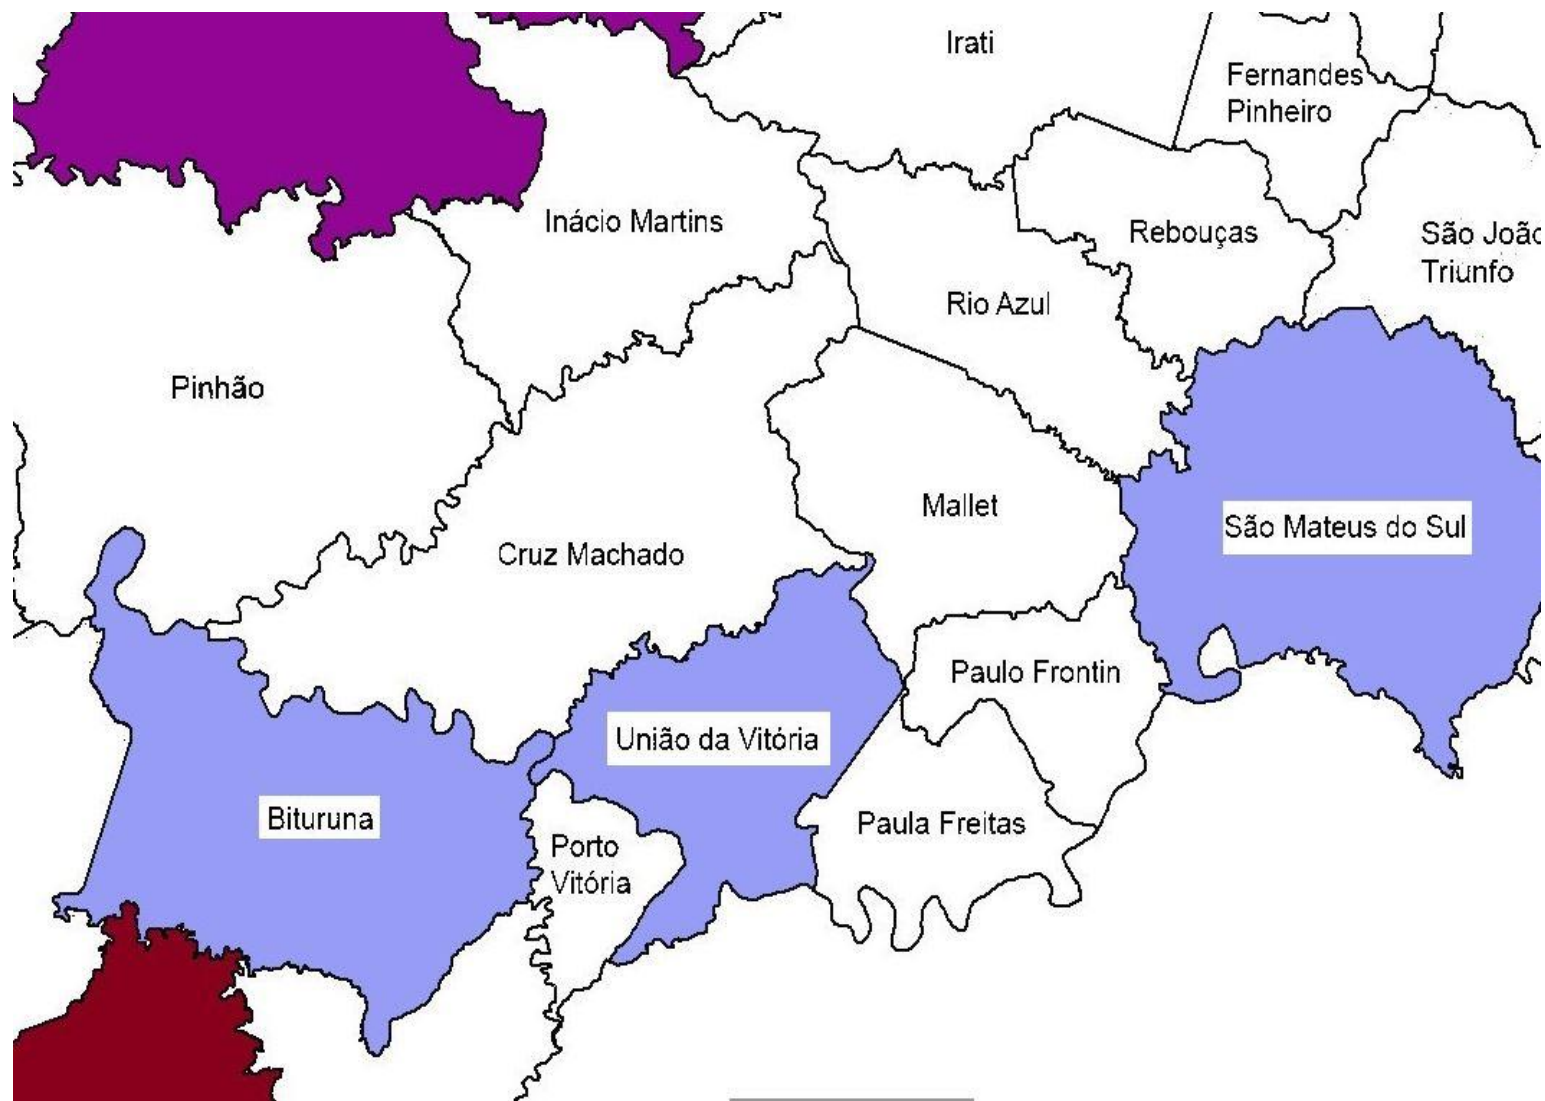 Irati
Fernandes
Pinheiro
Inácio Martins
Rebouças
São João
Triunfo
Rio Azul
Pinhão
Mallet
São Mateus do Sul
Cruz Machado
Paulo Frontin
União da Vitória
Bituruna
Paula Freitas
Porto
Vitória